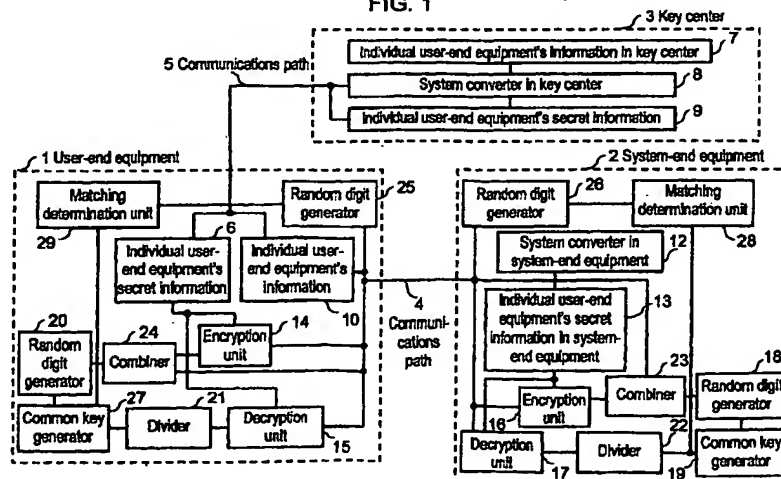 FIG. 1
3 Key center
Individual user-end equipment's information in key center
7
5 Communications path
System converter in key center
8
Individual user-end equipment's secret information
9
1 User-end equipment
Matching determination unit
29
Random digit generator
25
6
Individual user-end equipment's secret information
Individual user-end equipment's information
10
14
20
24
Random digit generator
Combiner
Encryption unit
27
21
Common key generator
Divider
Decryption unit
15
4 Communications path
2 System-end equipment
Random digit generator
26
Matching determination unit
28
System converter in system-end equipment
12
Individual user-end equipment's secret information in system-end equipment
13
23
18
Encryption unit
16
Combiner
Random digit generator
22
Decryption unit
17
Divider
Common key generator
19